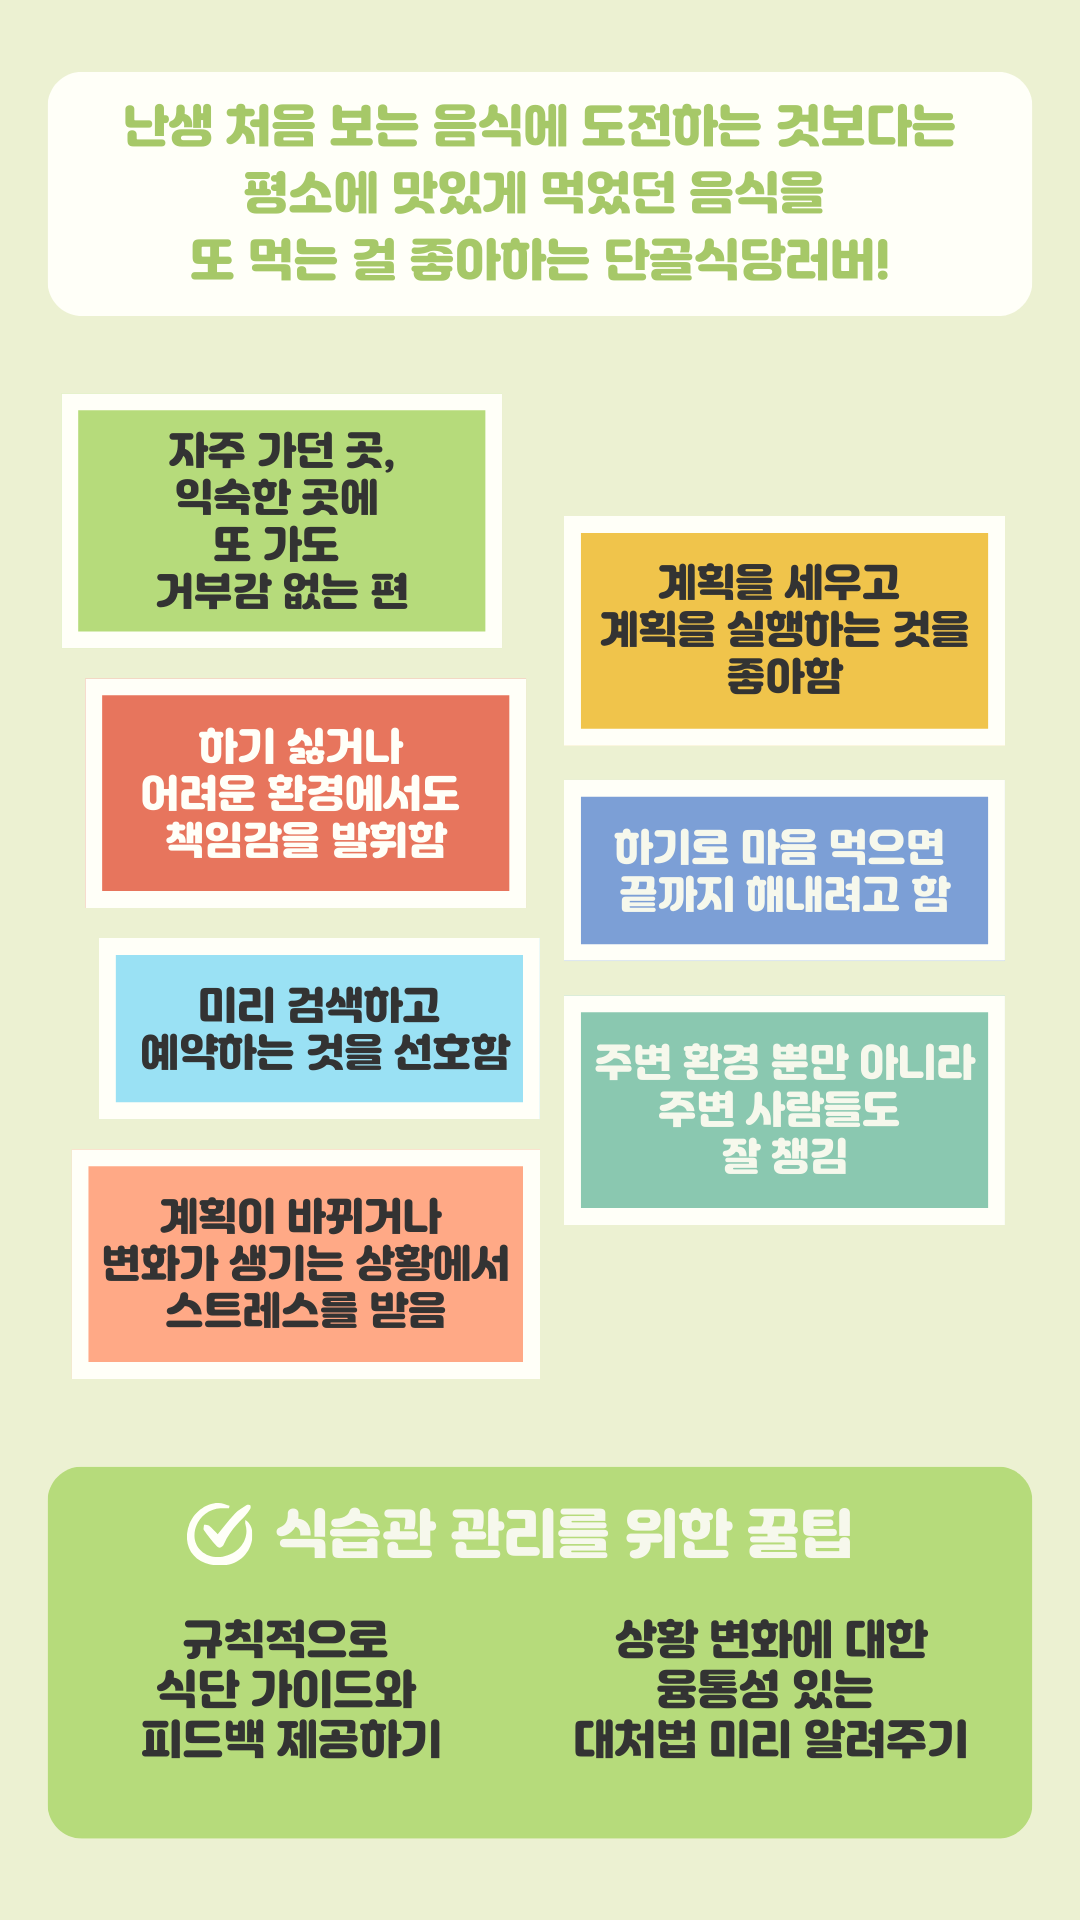 난생 처음 보는 음식에 도전하는 것보다는
평소에 맛있게 먹었던 음식을
또 먹는 걸 좋아하는 단골식당러버!
자주 가던 곳,
익숙한 곳에
또 가도
거부감 없는 편
하기 싫거나
어려운 환경에서도
책임감을 발휘함
미리 검색하고
예약하는 것을 선호함
계획이 바뀌거나
변화가 생기는 상황에서
스트레스를 받음
계획을 세우고
계획을 실행하는 것을
좋아함
하기로 마음 먹으면
끝까지 해내려고 함
주변 환경 뿐만 아니라
주변 사람들도
잘 챙김
식습관 관리를 위한 꿀팁
규칙적으로
식단 가이드와
피드백 제공하기
상황 변화에 대한
융통성 있는
대처법 미리 알려주기